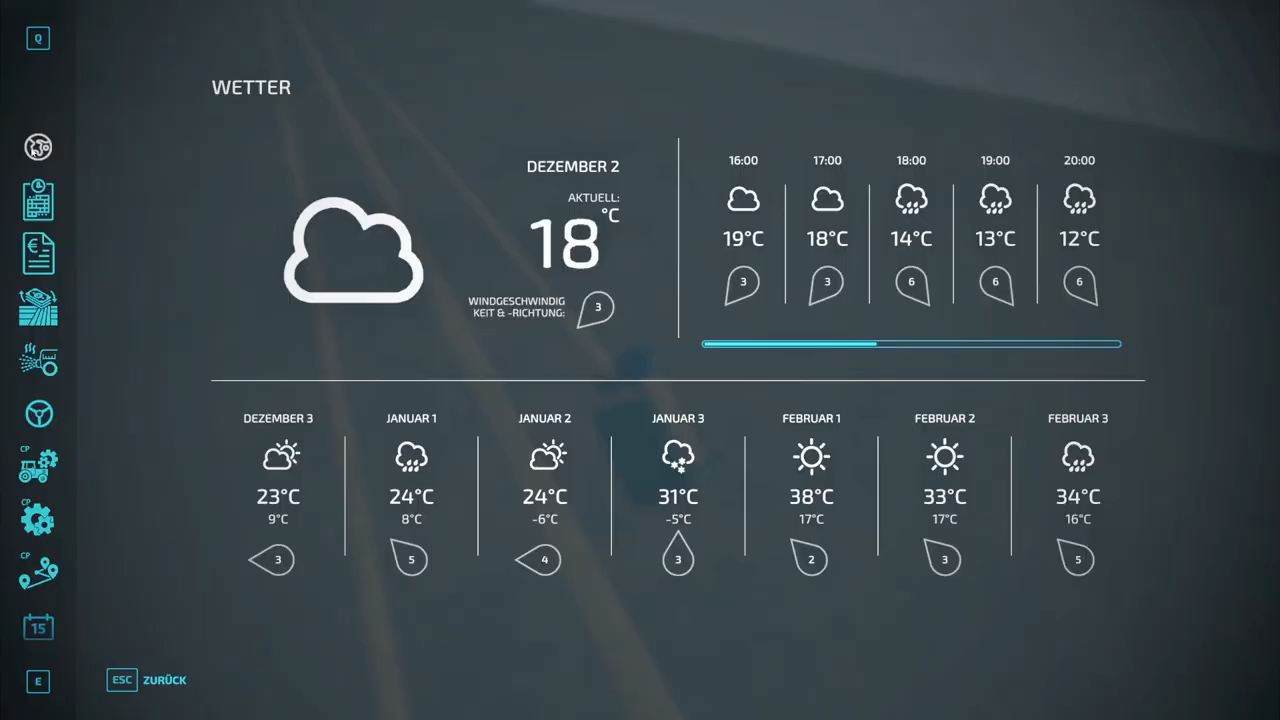 Q
WETTER
DEZEMBER 2
AKTUELL:
18 °C
WINDGESCHWINDIG
KEIT & -RICHTUNG:
3
16:00 17:00 18:00 19:00 20:00
19°C 18°C 14°C 13°C 12°C
3 3 6 6 6
DEZEMBER 3 JANUAR 1 JANUAR 2 JANUAR 3 FEBRUAR 1 FEBRUAR 2 FEBRUAR 3
23°C 24°C 24°C 31°C 38°C 33°C 34°C
9°C 8°C -6°C -5°C 17°C 17°C 16°C
3 5 4 3 2 3 5
€
CP
CP
CP
15
E
ESC ZURÜCK